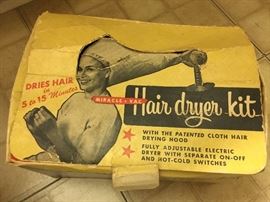 DRIES HAIR
in
5 to 15 Minutes
MIRACLE-VAC
Hair dryer kit
WITH THE PATENTED CLOTH HAIR
DRYING HOOD
FULLY ADJUSTABLE ELECTRIC
DRYER WITH SEPARATE ON-OFF
AND HOT-COLD SWITCHES